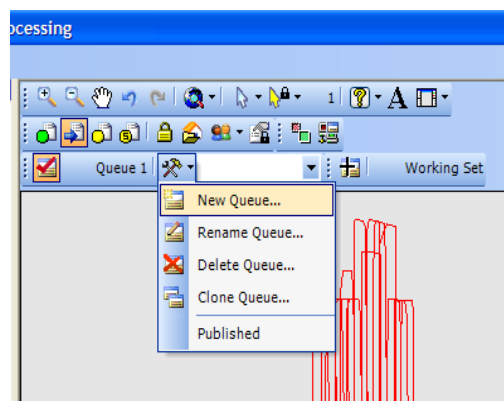 ocessing
1
A
Queue 1
Working Set
New Queue...
Rename Queue...
Delete Queue...
Clone Queue...
Published